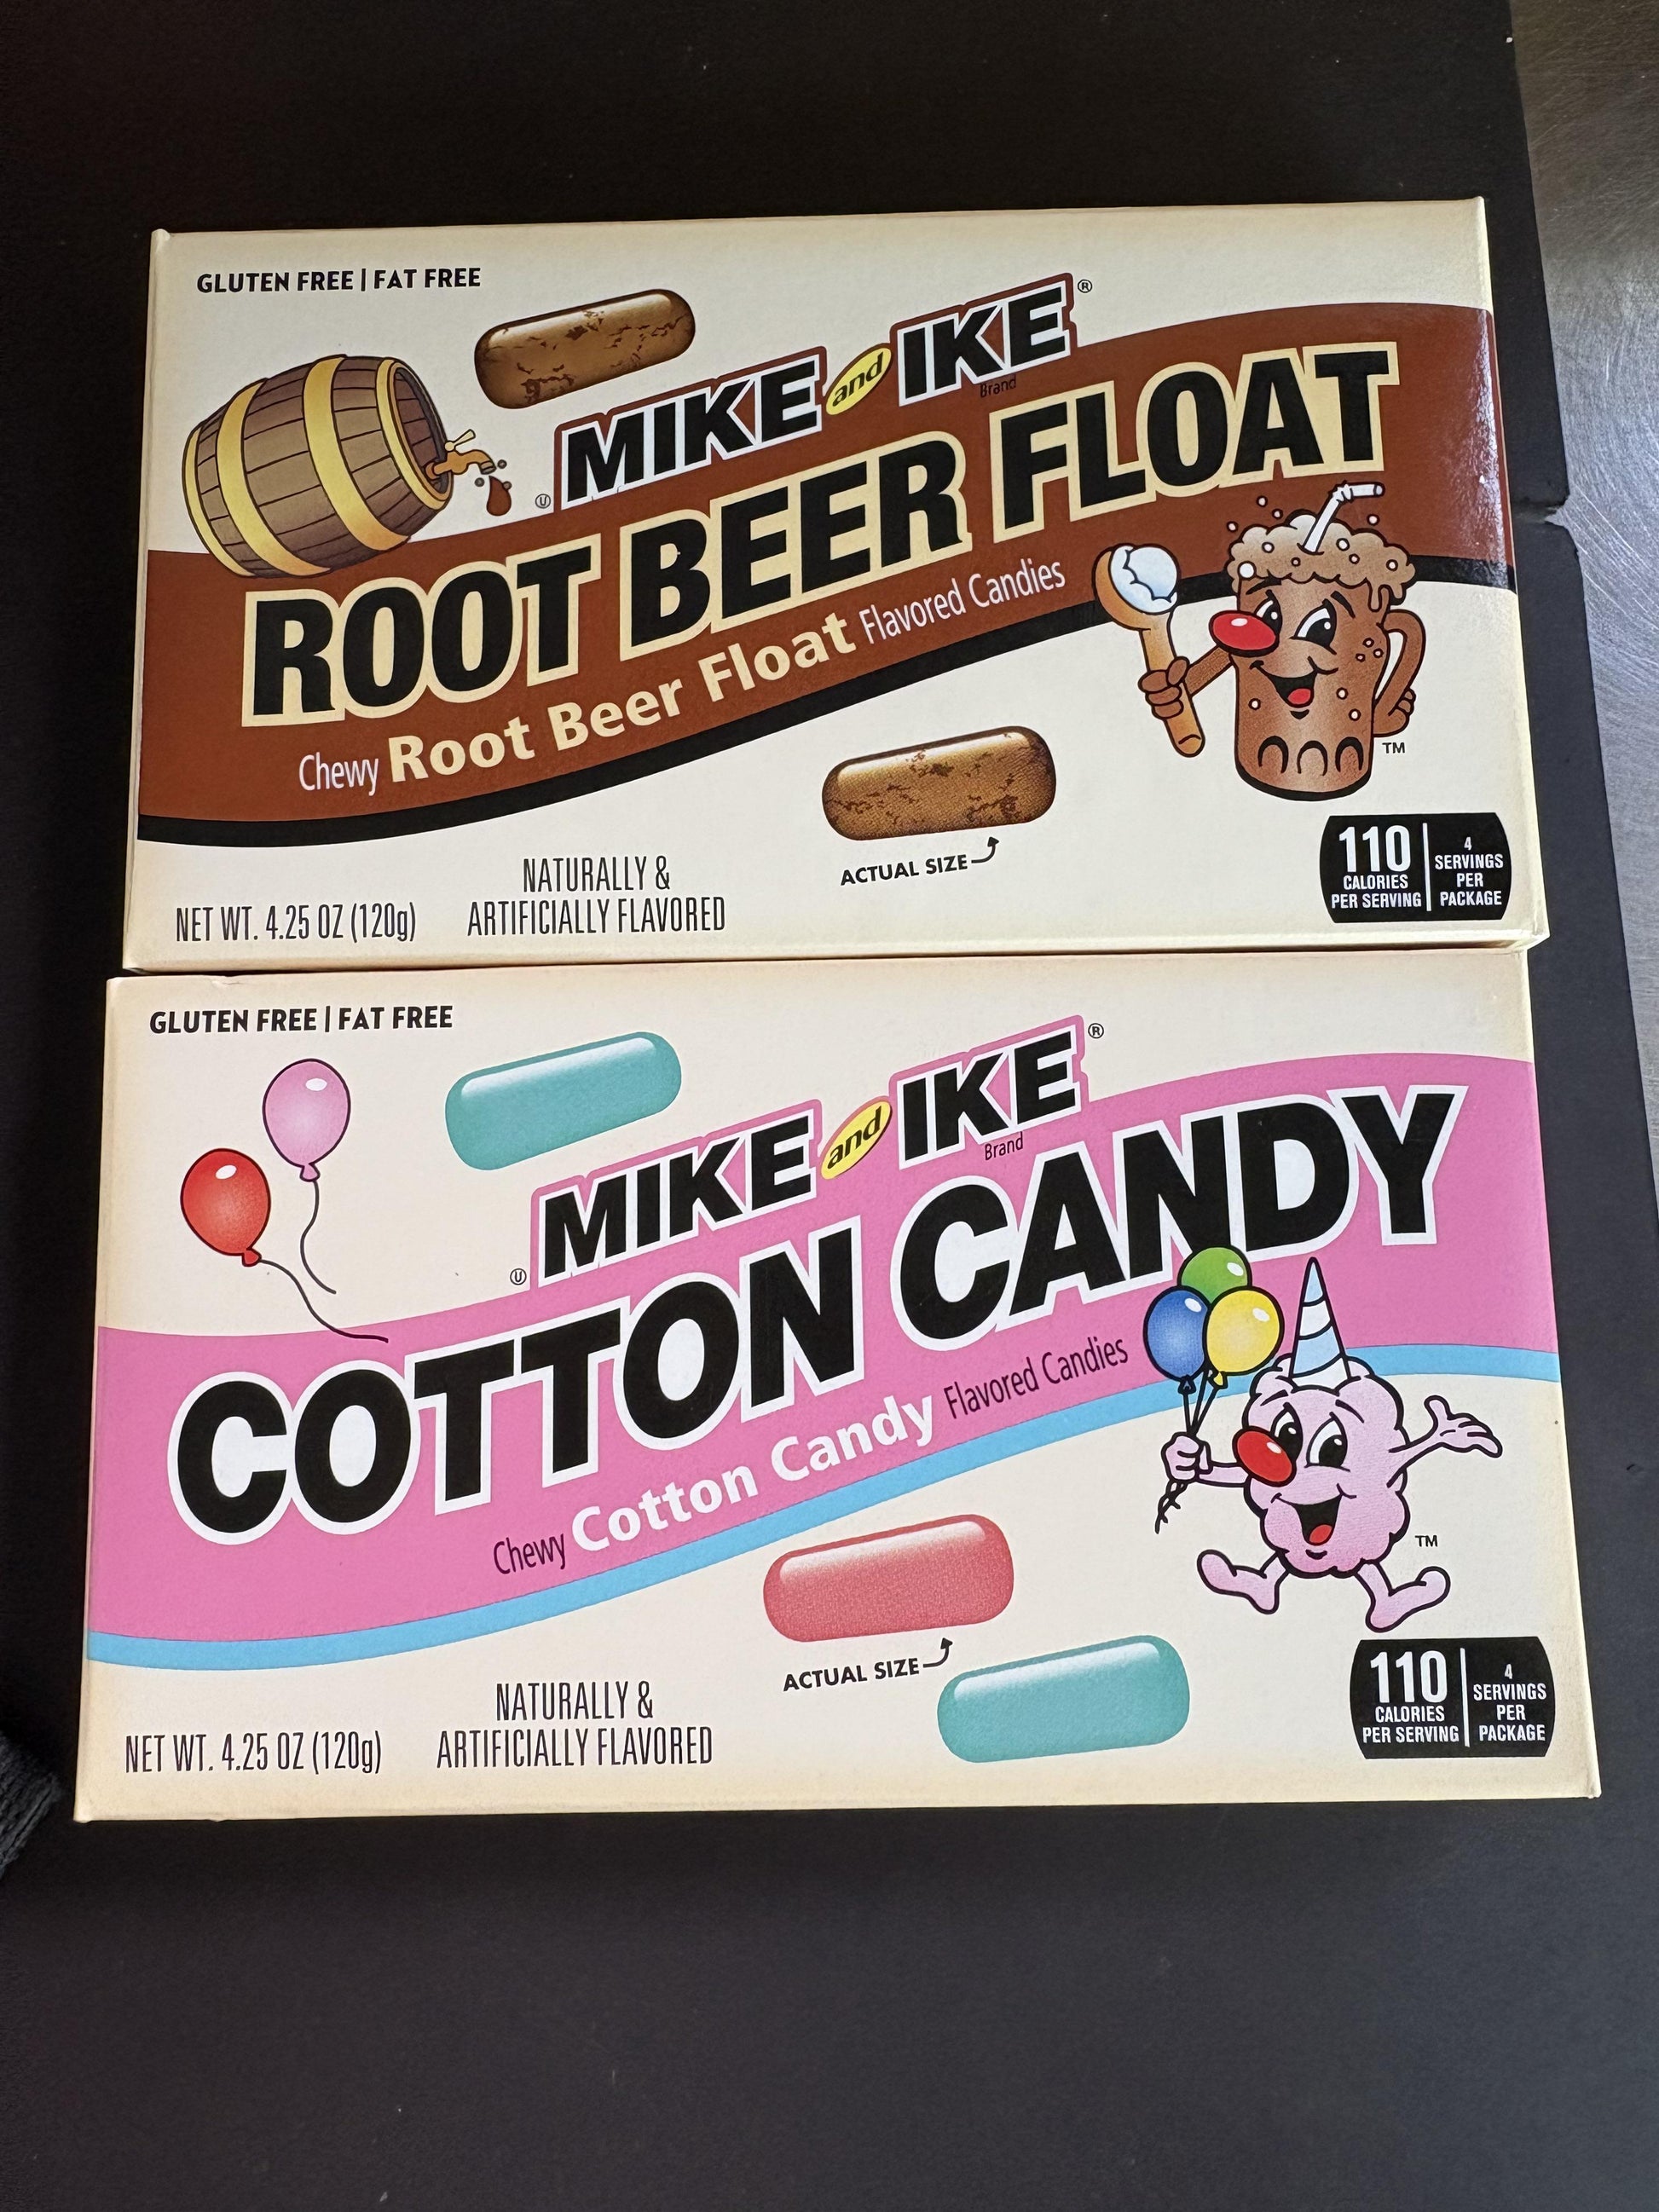 GLUTEN FREE | FAT FREE
MIKE and IKE ®
Brand
Ⓤ
ROOT BEER FLOAT
Chewy Root Beer Float Flavored Candies
TM
ACTUAL SIZE
NATURALLY &
ARTIFICIALLY FLAVORED
NET WT. 4.25 OZ (120g)
110
CALORIES
PER SERVING
4
SERVINGS
PER
PACKAGE
GLUTEN FREE | FAT FREE
MIKE and IKE ®
Brand
Ⓤ
COTTON CANDY
Chewy Cotton Candy Flavored Candies
TM
ACTUAL SIZE
NATURALLY &
ARTIFICIALLY FLAVORED
NET WT. 4.25 OZ (120g)
110
CALORIES
PER SERVING
4
SERVINGS
PER
PACKAGE